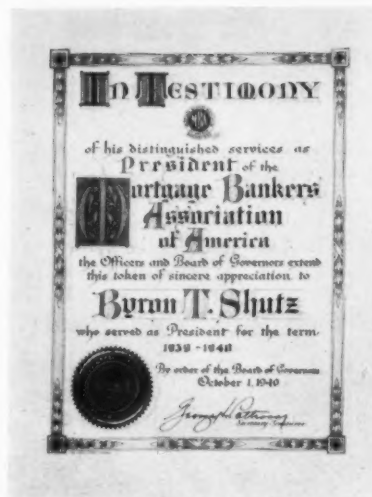 In Testimony
of his distinguished services as
President of the
Mortgage Bankers
Association
of America
the Officers and Board of Governors extend
this token of sincere appreciation to
Byron T. Shutz
who served as President for the term
1939-1940
By order of the Board of Governors
October 1, 1940